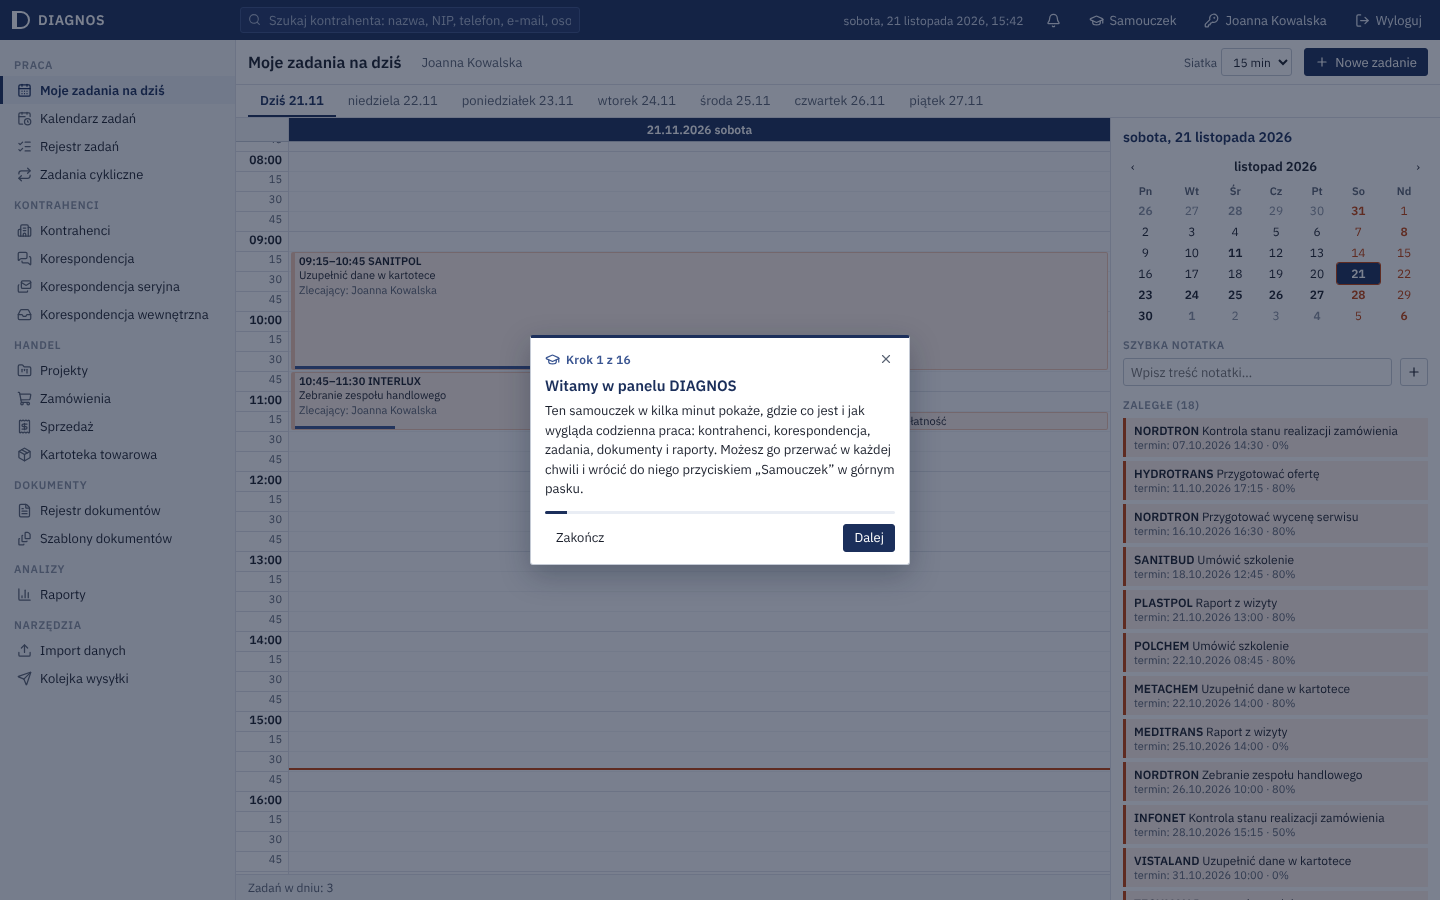 DIAGNOS
Szukaj kontrahenta: nazwa, NIP, telefon, e-mail, oso
sobota, 21 listopada 2026, 15:42
Samouczek
Joanna Kowalska
Wyloguj
PRACA
Moje zadania na dziś
Kalendarz zadań
Rejestr zadań
Zadania cykliczne
KONTRAHENCI
Kontrahenci
Korespondencja
Korespondencja seryjna
Korespondencja wewnętrzna
HANDEL
Projekty
Zamówienia
Sprzedaż
Kartoteka towarowa
DOKUMENTY
Rejestr dokumentów
Szablony dokumentów
ANALIZY
Raporty
NARZĘDZIA
Import danych
Kolejka wysyłki
Moje zadania na dziś
Joanna Kowalska
Siatka
15 min
Nowe zadanie
Dziś 21.11
niedziela 22.11
poniedziałek 23.11
wtorek 24.11
środa 25.11
czwartek 26.11
piątek 27.11
21.11.2026 sobota
08:00
15
30
45
09:00
15
30
45
10:00
15
30
45
11:00
15
30
45
12:00
15
30
45
13:00
15
30
45
14:00
15
30
45
15:00
15
30
45
16:00
15
30
45
09:15–10:45 SANITPOL
Uzupełnić dane w kartotece
Zlecający: Joanna Kowalska
10:45–11:30 INTERLUX
Zebranie zespołu handlowego
Zlecający: Joanna Kowalska
Krok 1 z 16
Witamy w panelu DIAGNOS
Ten samouczek w kilka minut pokaże, gdzie co jest i jak
wygląda codzienna praca: kontrahenci, korespondencja,
zadania, dokumenty i raporty. Możesz go przerwać w każdej
chwili i wrócić do niego przyciskiem „Samouczek” w górnym
pasku.
Zakończ
Dalej
Zadań w dniu: 3
sobota, 21 listopada 2026
‹ listopad 2026 ›
Pn Wt Śr Cz Pt So Nd
26 27 28 29 30 31 1
2 3 4 5 6 7 8
9 10 11 12 13 14 15
16 17 18 19 20 21 22
23 24 25 26 27 28 29
30 1 2 3 4 5 6
SZYBKA NOTATKA
Wpisz treść notatki...
ZALEGŁE (18)
NORDTRON Kontrola stanu realizacji zamówienia
termin: 07.10.2026 14:30 · 0%
HYDROTRANS Przygotować ofertę
termin: 11.10.2026 17:15 · 80%
NORDTRON Przygotować wycenę serwisu
termin: 16.10.2026 16:30 · 80%
SANITBUD Umówić szkolenie
termin: 18.10.2026 12:45 · 80%
PLASTPOL Raport z wizyty
termin: 21.10.2026 13:00 · 80%
POLCHEM Umówić szkolenie
termin: 22.10.2026 08:45 · 80%
METACHEM Uzupełnić dane w kartotece
termin: 22.10.2026 14:00 · 80%
MEDITRANS Raport z wizyty
termin: 25.10.2026 14:00 · 0%
NORDTRON Zebranie zespołu handlowego
termin: 26.10.2026 10:00 · 80%
INFONET Kontrola stanu realizacji zamówienia
termin: 28.10.2026 15:15 · 50%
VISTALAND Uzupełnić dane w kartotece
termin: 31.10.2026 10:00 · 0%